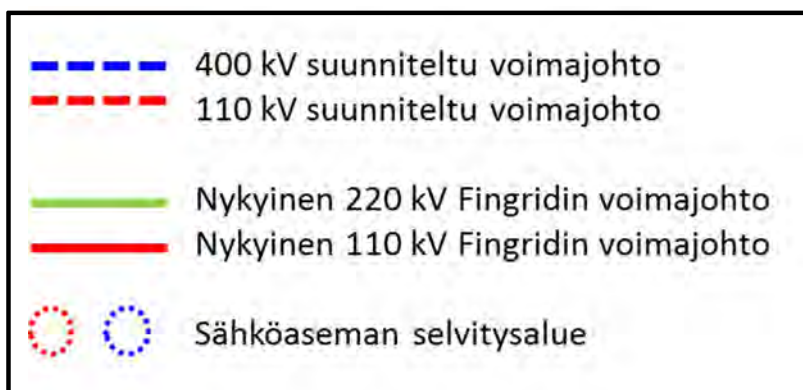 400 kV suunniteltu voimajohto
110 kV suunniteltu voimajohto
Nykyinen 220 kV Fingridin voimajohto
Nykyinen 110 kV Fingridin voimajohto
Sähköaseman selvitysalue